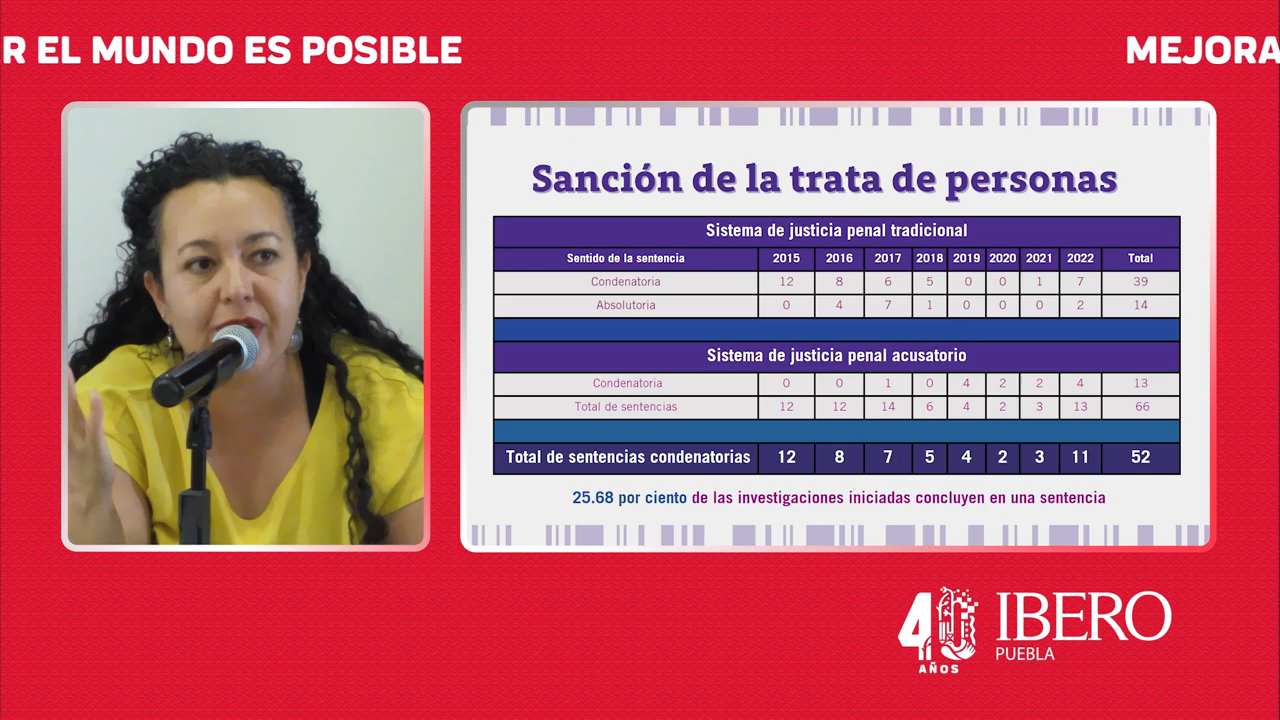 R EL MUNDO ES POSIBLE
MEJORA
Sanción de la trata de personas
Sistema de justicia penal tradicional
Sentido de la sentencia 2015 2016 2017 2018 2019 2020 2021 2022 Total
Condenatoria 12 8 6 5 0 0 1 7 39
Absolutoria 0 4 7 1 0 0 0 2 14
Sistema de justicia penal acusatorio
Condenatoria 0 0 1 0 4 2 2 4 13
Total de sentencias 12 12 14 6 4 2 3 13 66
Total de sentencias condenatorias 12 8 7 5 4 2 3 11 52
25.68 por ciento de las investigaciones iniciadas concluyen en una sentencia
40 AÑOS
IBERO
PUEBLA